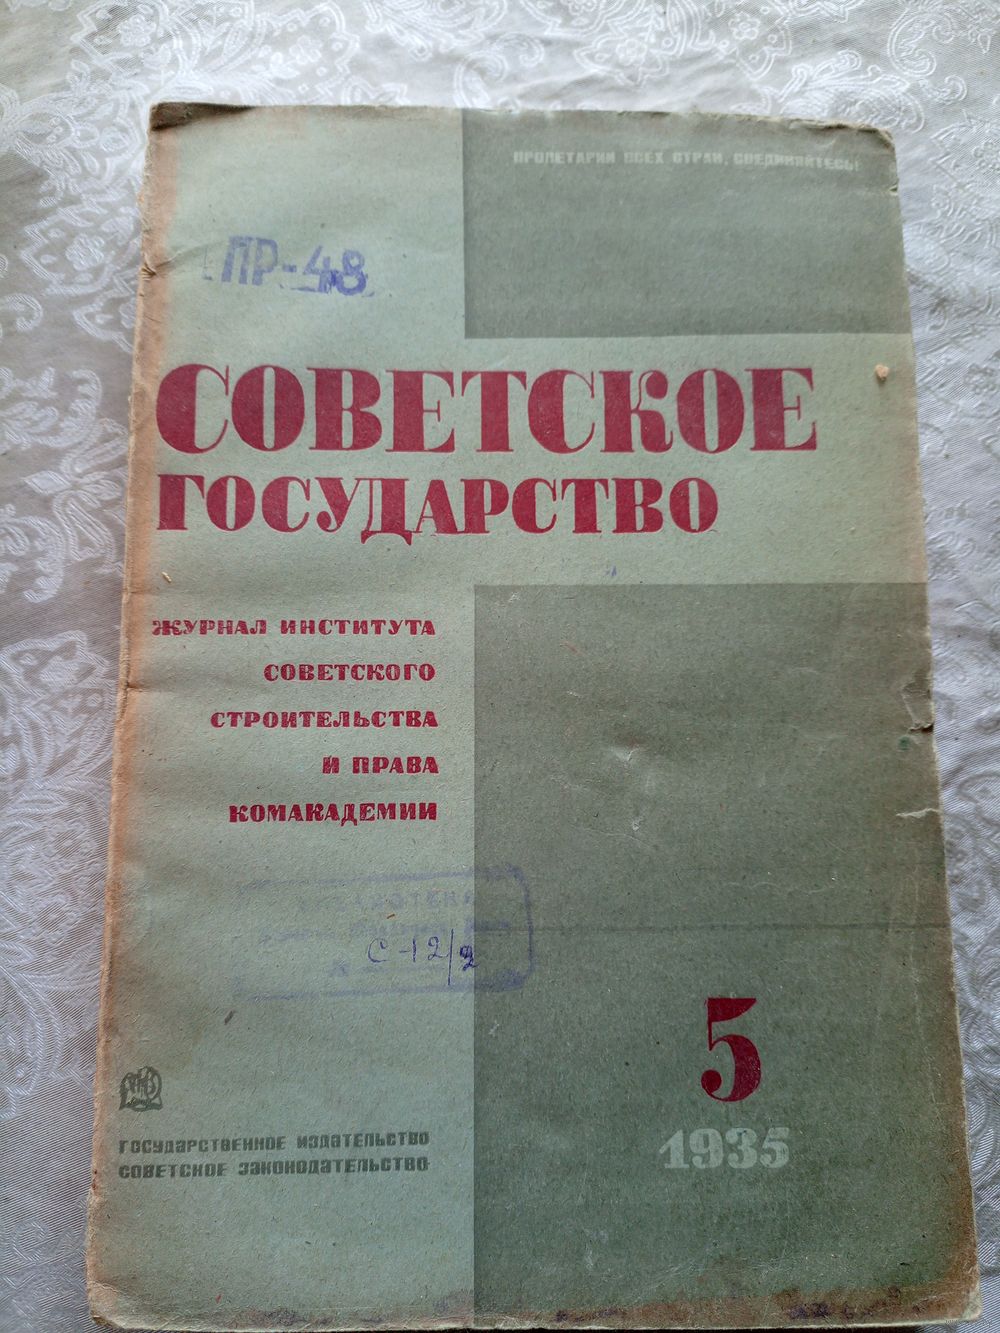 ПРОЛЕТАРИИ ВСЕХ СТРАН, СОЕДИНЯЙТЕСЬ!
ПР-48
СОВЕТСКОЕ
ГОСУДАРСТВО
ЖУРНАЛ ИНСТИТУТА
СОВЕТСКОГО
СТРОИТЕЛЬСТВА
И ПРАВА
КОМАКАДЕМИИ
БИБЛИОТЕКА
С-12/2
5
1935
ГОСУДАРСТВЕННОЕ ИЗДАТЕЛЬСТВО
СОВЕТСКОЕ ЗАКОНОДАТЕЛЬСТВО